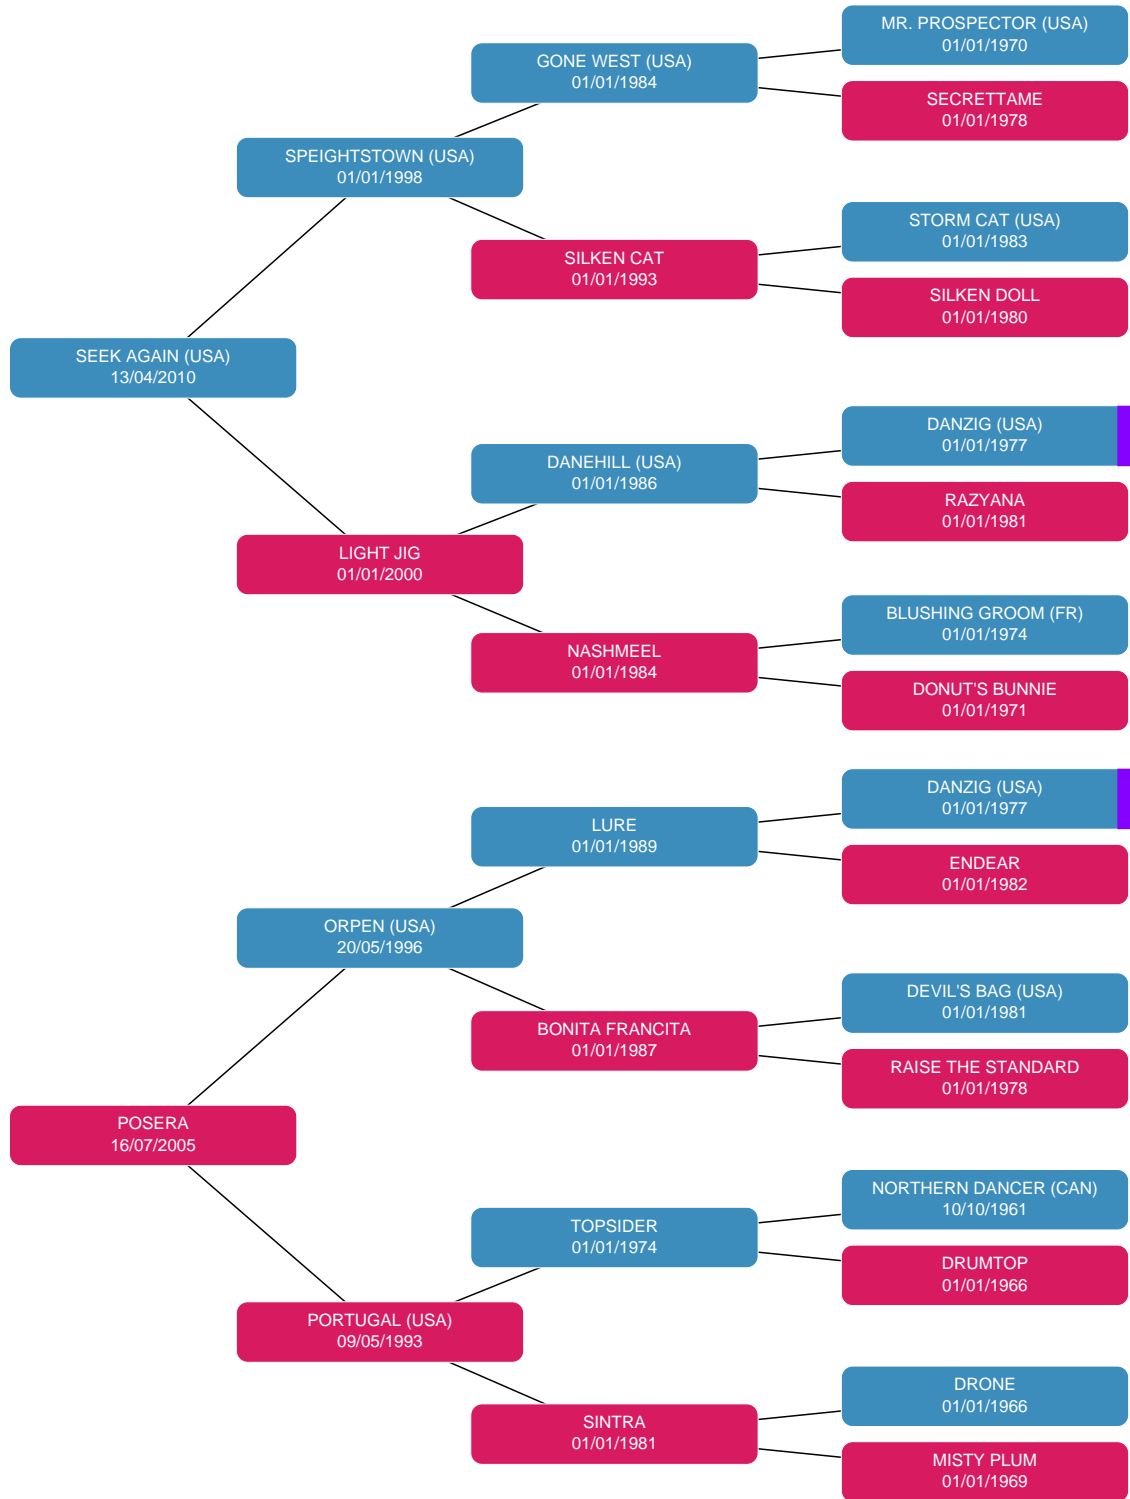 MR. PROSPECTOR (USA)
01/01/1970
GONE WEST (USA)
01/01/1984
SECRETTAME
01/01/1978
SPEIGHTSTOWN (USA)
01/01/1998
STORM CAT (USA)
01/01/1983
SILKEN CAT
01/01/1993
SILKEN DOLL
01/01/1980
SEEK AGAIN (USA)
13/04/2010
DANZIG (USA)
01/01/1977
DANEHILL (USA)
01/01/1986
RAZYANA
01/01/1981
LIGHT JIG
01/01/2000
BLUSHING GROOM (FR)
01/01/1974
NASHMEEL
01/01/1984
DONUT'S BUNNIE
01/01/1971
DANZIG (USA)
01/01/1977
LURE
01/01/1989
ENDEAR
01/01/1982
ORPEN (USA)
20/05/1996
DEVIL'S BAG (USA)
01/01/1981
BONITA FRANCITA
01/01/1987
RAISE THE STANDARD
01/01/1978
POSERA
16/07/2005
NORTHERN DANCER (CAN)
10/10/1961
TOPSIDER
01/01/1974
DRUMTOP
01/01/1966
PORTUGAL (USA)
09/05/1993
DRONE
01/01/1966
SINTRA
01/01/1981
MISTY PLUM
01/01/1969